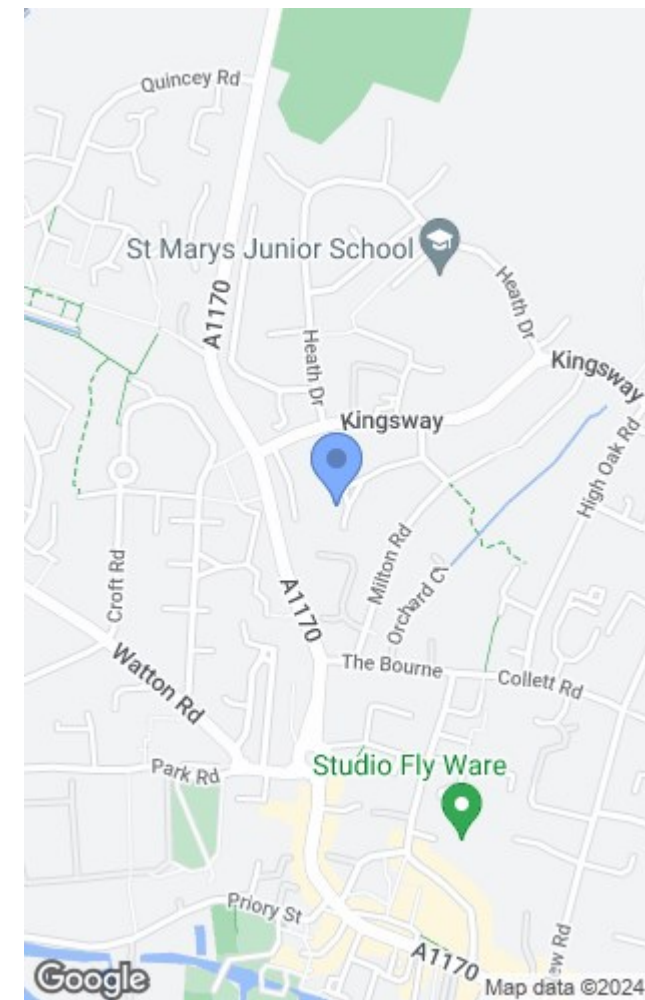 Quincey Rd
St Marys Junior School
A1170
Heath Dr
Heath Dr
Kingsway
Kingsway
High Oak Rd
Croft Rd
A1170
Milton Rd
Orchard Cl
The Bourne
Collett Rd
Watton Rd
Park Rd
Studio Fly Ware
Priory St
A1170
Rd
Google
Map data ©2024